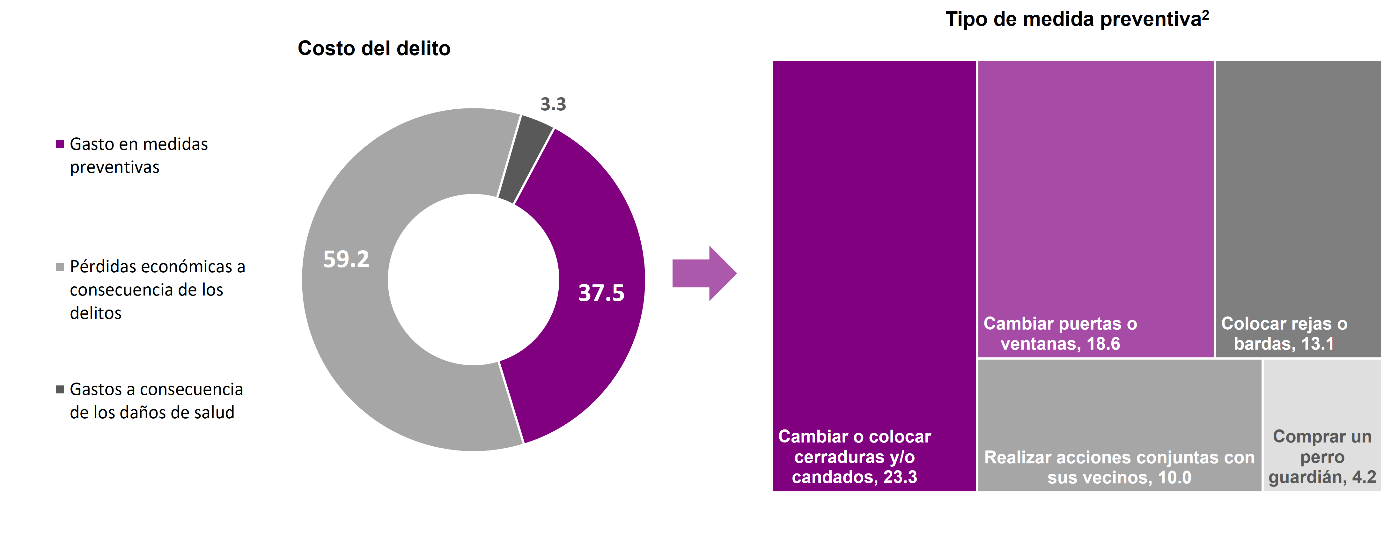 Costo del delito
Gasto en medidas
preventivas
Pérdidas económicas a
consecuencia de los
delitos
Gastos a consecuencia
de los daños de salud
3.3
59.2
37.5
Tipo de medida preventiva²
Cambiar o colocar
cerraduras y/o
candados, 23.3
Cambiar puertas o
ventanas, 18.6
Colocar rejas o
bardas, 13.1
Realizar acciones conjuntas con
sus vecinos, 10.0
Comprar un
perro
guardián, 4.2